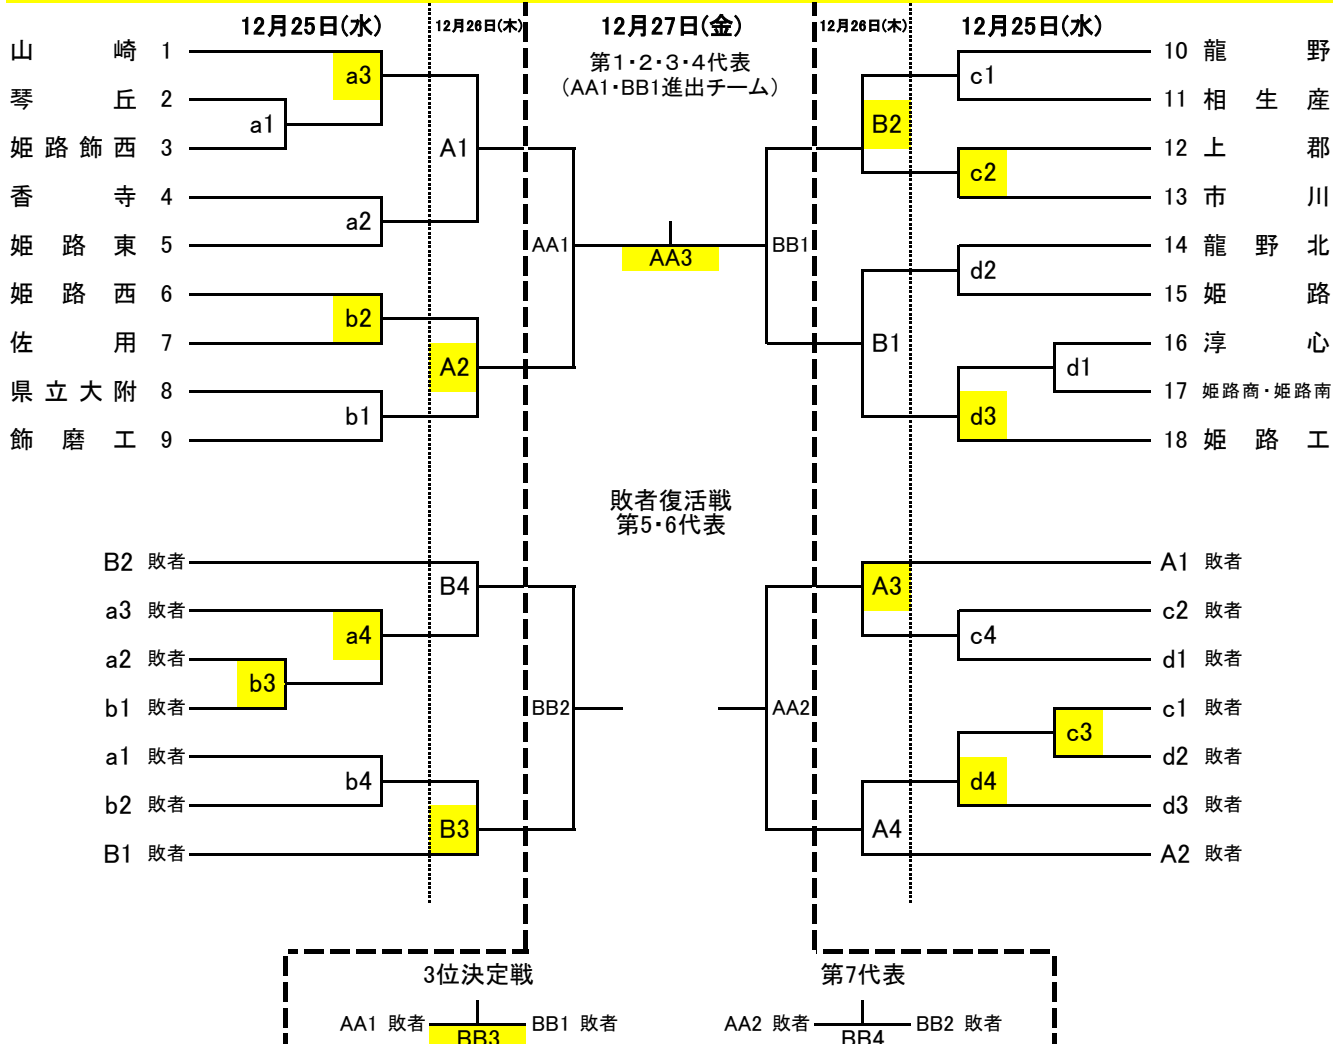 12月25日(水) 12月26日(木) 12月27日(金) 12月26日(木) 12月25日(水)
第1・2・3・4代表
(AA1・BB1進出チーム)
山崎 1
琴丘 2
姫路飾西 3
香寺 4
姫路東 5
姫路西 6
佐用 7
県立大附 8
飾磨工 9
a3
a1
a2
b2
b1
A1
A2
AA1
AA3
BB1
B2
B1
c1
c2
d2
d1
d3
10 龍野
11 相生産
12 上郡
13 市川
14 龍野北
15 姫路
16 淳心
17 姫路商・姫路南
18 姫路工
敗者復活戦
第5・6代表
B2 敗者
a3 敗者
a2 敗者
b1 敗者
a1 敗者
b2 敗者
B1 敗者
B4
a4
b3
b4
B3
BB2
AA2
A3
c4
c3
d4
A4
A1 敗者
c2 敗者
d1 敗者
c1 敗者
d2 敗者
d3 敗者
A2 敗者
3位決定戦
AA1 敗者 BB1 敗者
BB3
第7代表
AA2 敗者 BB2 敗者
BB4